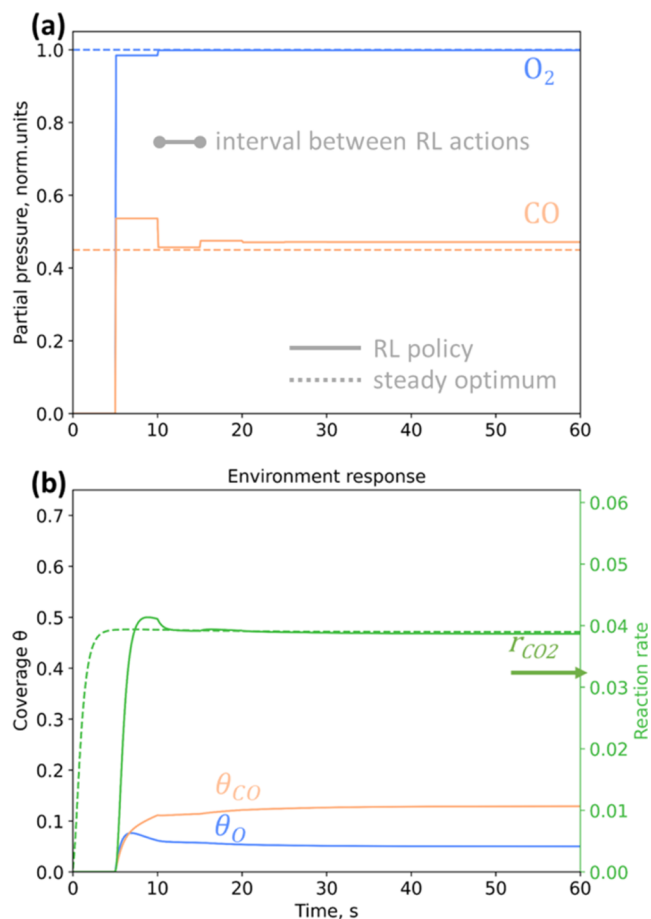 (a)
Partial pressure, norm.units
1.0
0.8
0.6
0.4
0.2
0.0
O₂
interval between RL actions
CO
RL policy
steady optimum
0 10 20 30 40 50 60
(b)
Environment response
Coverage θ
0.7
0.6
0.5
0.4
0.3
0.2
0.1
0.0
0.06
0.05
0.04
0.03
0.02
0.01
0.00
Reaction rate
r_CO2
θ_CO
θ_O
0 10 20 30 40 50 60
Time, s